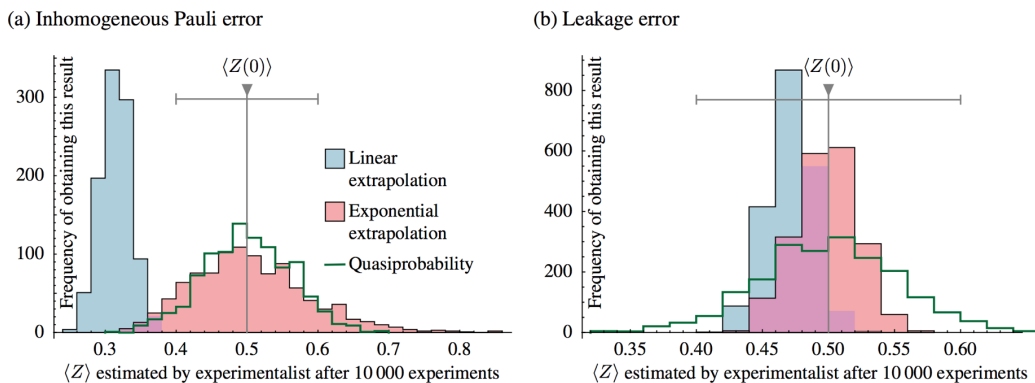 (a) Inhomogeneous Pauli error
⟨Z(0)⟩
Frequency of obtaining this result
300
200
100
0
Linear
extrapolation
Exponential
extrapolation
Quasiprobability
0.3 0.4 0.5 0.6 0.7 0.8
⟨Z⟩ estimated by experimentalist after 10 000 experiments
(b) Leakage error
⟨Z(0)⟩
Frequency of obtaining this result
800
600
400
200
0
0.35 0.40 0.45 0.50 0.55 0.60
⟨Z⟩ estimated by experimentalist after 10 000 experiments